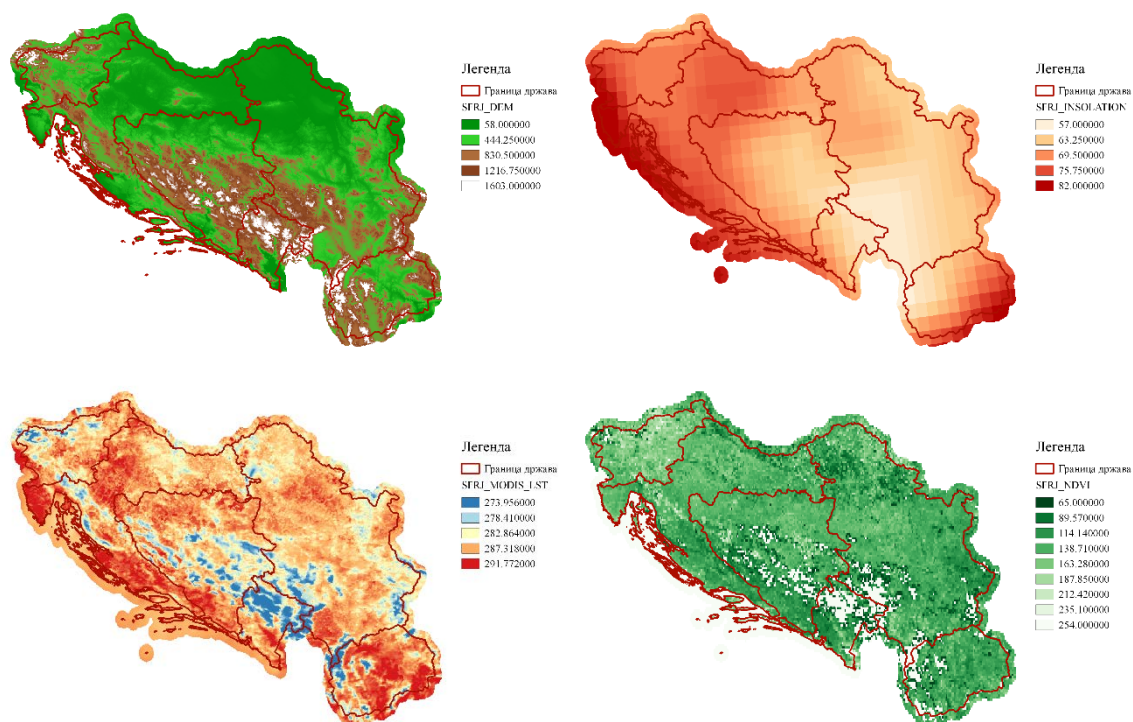 Легенда
Граница држава
SFRJ_DEM
58.000000
444.250000
830.500000
1216.750000
1603.000000
Легенда
Граница држава
SFRJ_INSOLATION
57.000000
63.250000
69.500000
75.750000
82.000000
Легенда
Граница држава
SFRJ_MODIS_LST
273.956000
278.410000
282.864000
287.318000
291.772000
Легенда
Граница држава
SFRJ_NDVI
65.000000
89.570000
114.140000
138.710000
163.280000
187.850000
212.420000
235.100000
254.000000